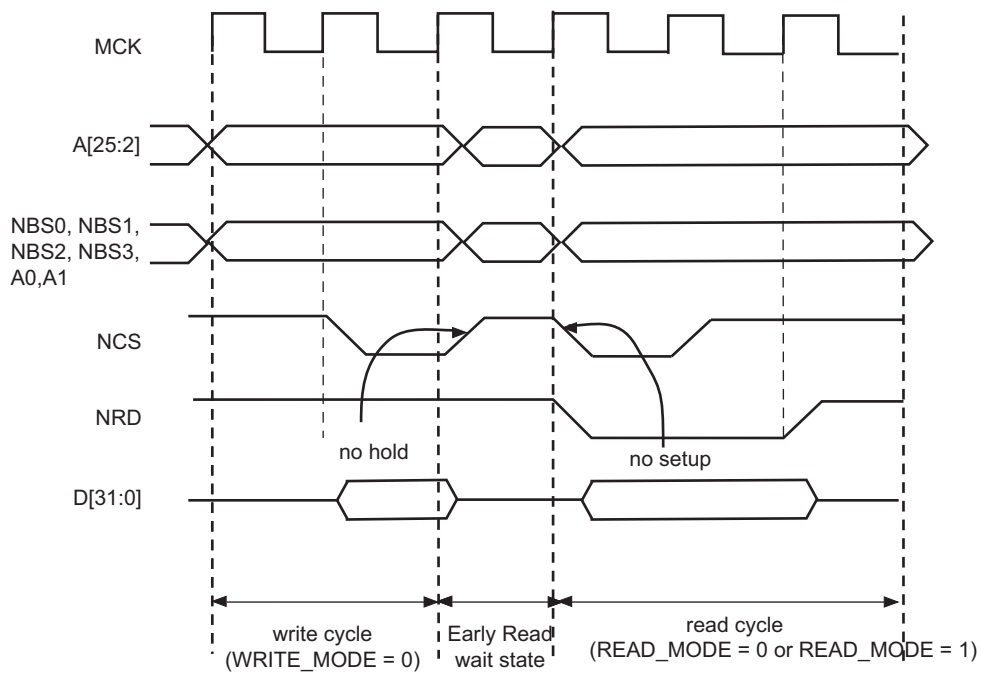 MCK
A[25:2]
NBS0, NBS1,
NBS2, NBS3,
A0,A1
NCS
NRD
no hold
no setup
D[31:0]
write cycle
(WRITE_MODE = 0)
Early Read
wait state
read cycle
(READ_MODE = 0 or READ_MODE = 1)